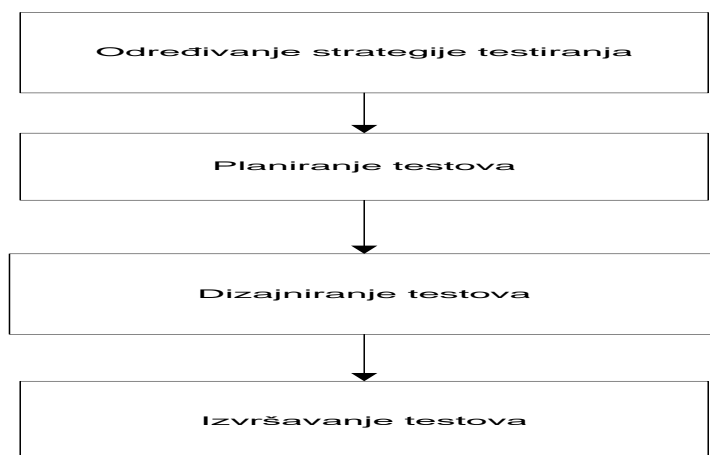 Određivanje strategije testiranja
Planiranje testova
Dizajniranje testova
Izvršavanje testova